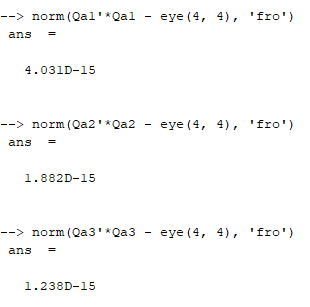 --> norm(Qa1'*Qa1 - eye(4, 4), 'fro')
ans =
4.031D-15
--> norm(Qa2'*Qa2 - eye(4, 4), 'fro')
ans =
1.882D-15
--> norm(Qa3'*Qa3 - eye(4, 4), 'fro')
ans =
1.238D-15